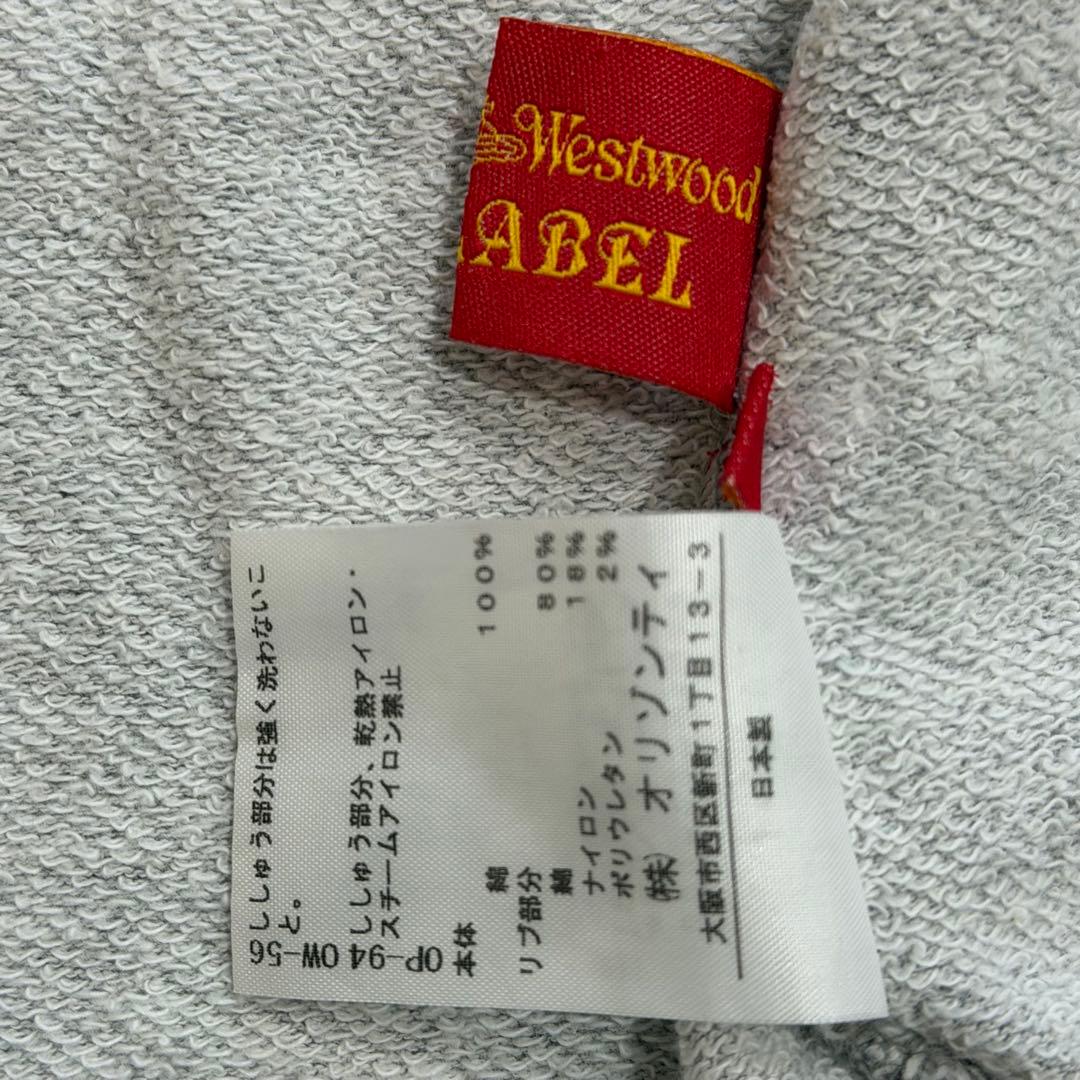 Westwood
LABEL
ししゅう部分は強く洗わないこ
と。
OW-56
ししゅう部分、乾熱アイロン・
スチームアイロン禁止
OP-94
本体
綿 100%
リブ部分
綿 80%
ナイロン 18%
ポリウレタン 2%
(株) オリゾンティ
大阪市西区新町1丁目13-3
日本製